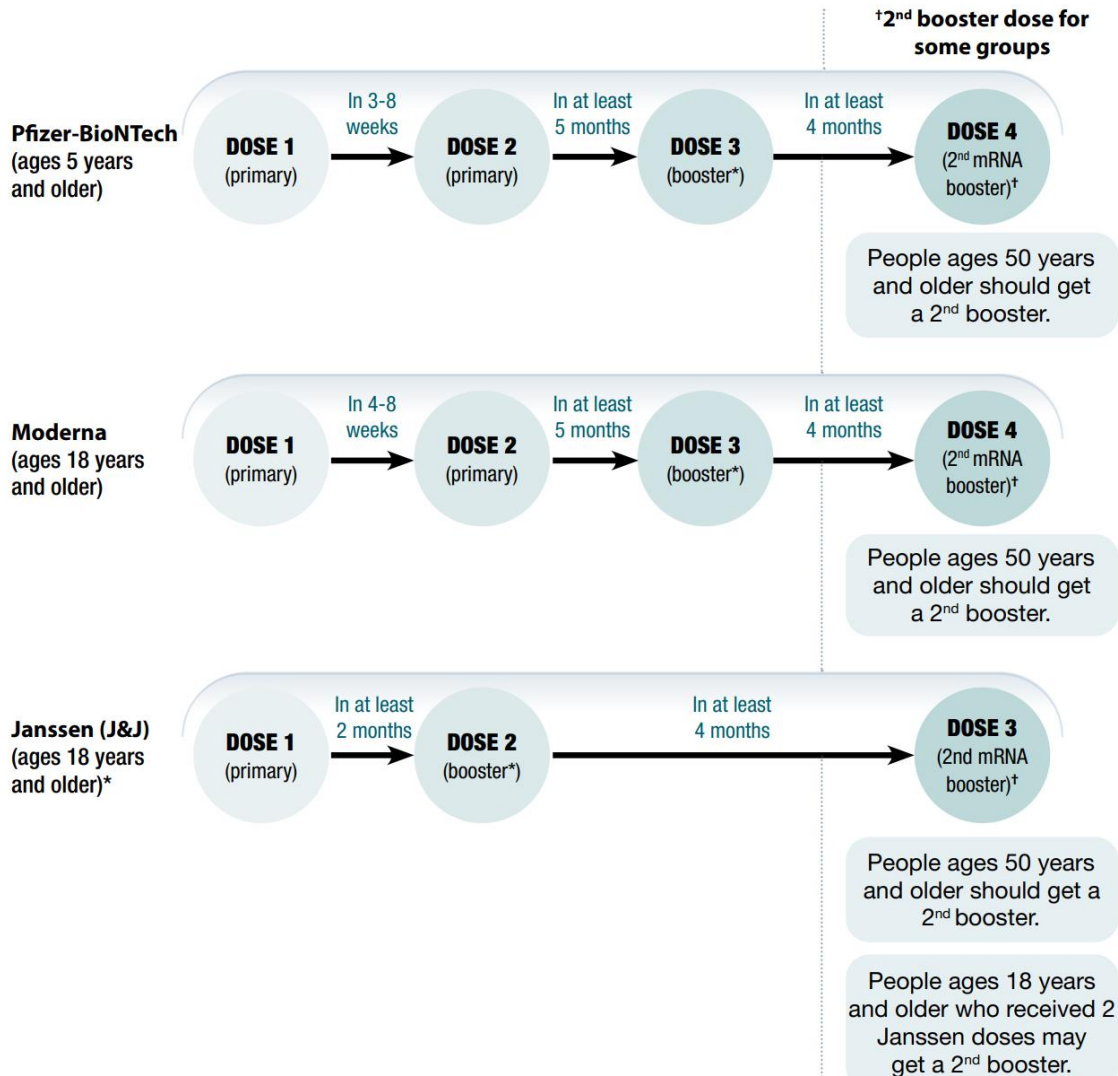 †2nd booster dose for
some groups
Pfizer-BioNTech
(ages 5 years
and older)
DOSE 1
(primary)
In 3-8
weeks
DOSE 2
(primary)
In at least
5 months
DOSE 3
(booster*)
In at least
4 months
DOSE 4
(2nd mRNA
booster)†
People ages 50 years
and older should get
a 2nd booster.
Moderna
(ages 18 years
and older)
DOSE 1
(primary)
In 4-8
weeks
DOSE 2
(primary)
In at least
5 months
DOSE 3
(booster*)
In at least
4 months
DOSE 4
(2nd mRNA
booster)†
People ages 50 years
and older should get
a 2nd booster.
Janssen (J&J)
(ages 18 years
and older)*
DOSE 1
(primary)
In at least
2 months
DOSE 2
(booster*)
In at least
4 months
DOSE 3
(2nd mRNA
booster)†
People ages 50 years
and older should get a
2nd booster.
People ages 18 years
and older who received 2
Janssen doses may
get a 2nd booster.